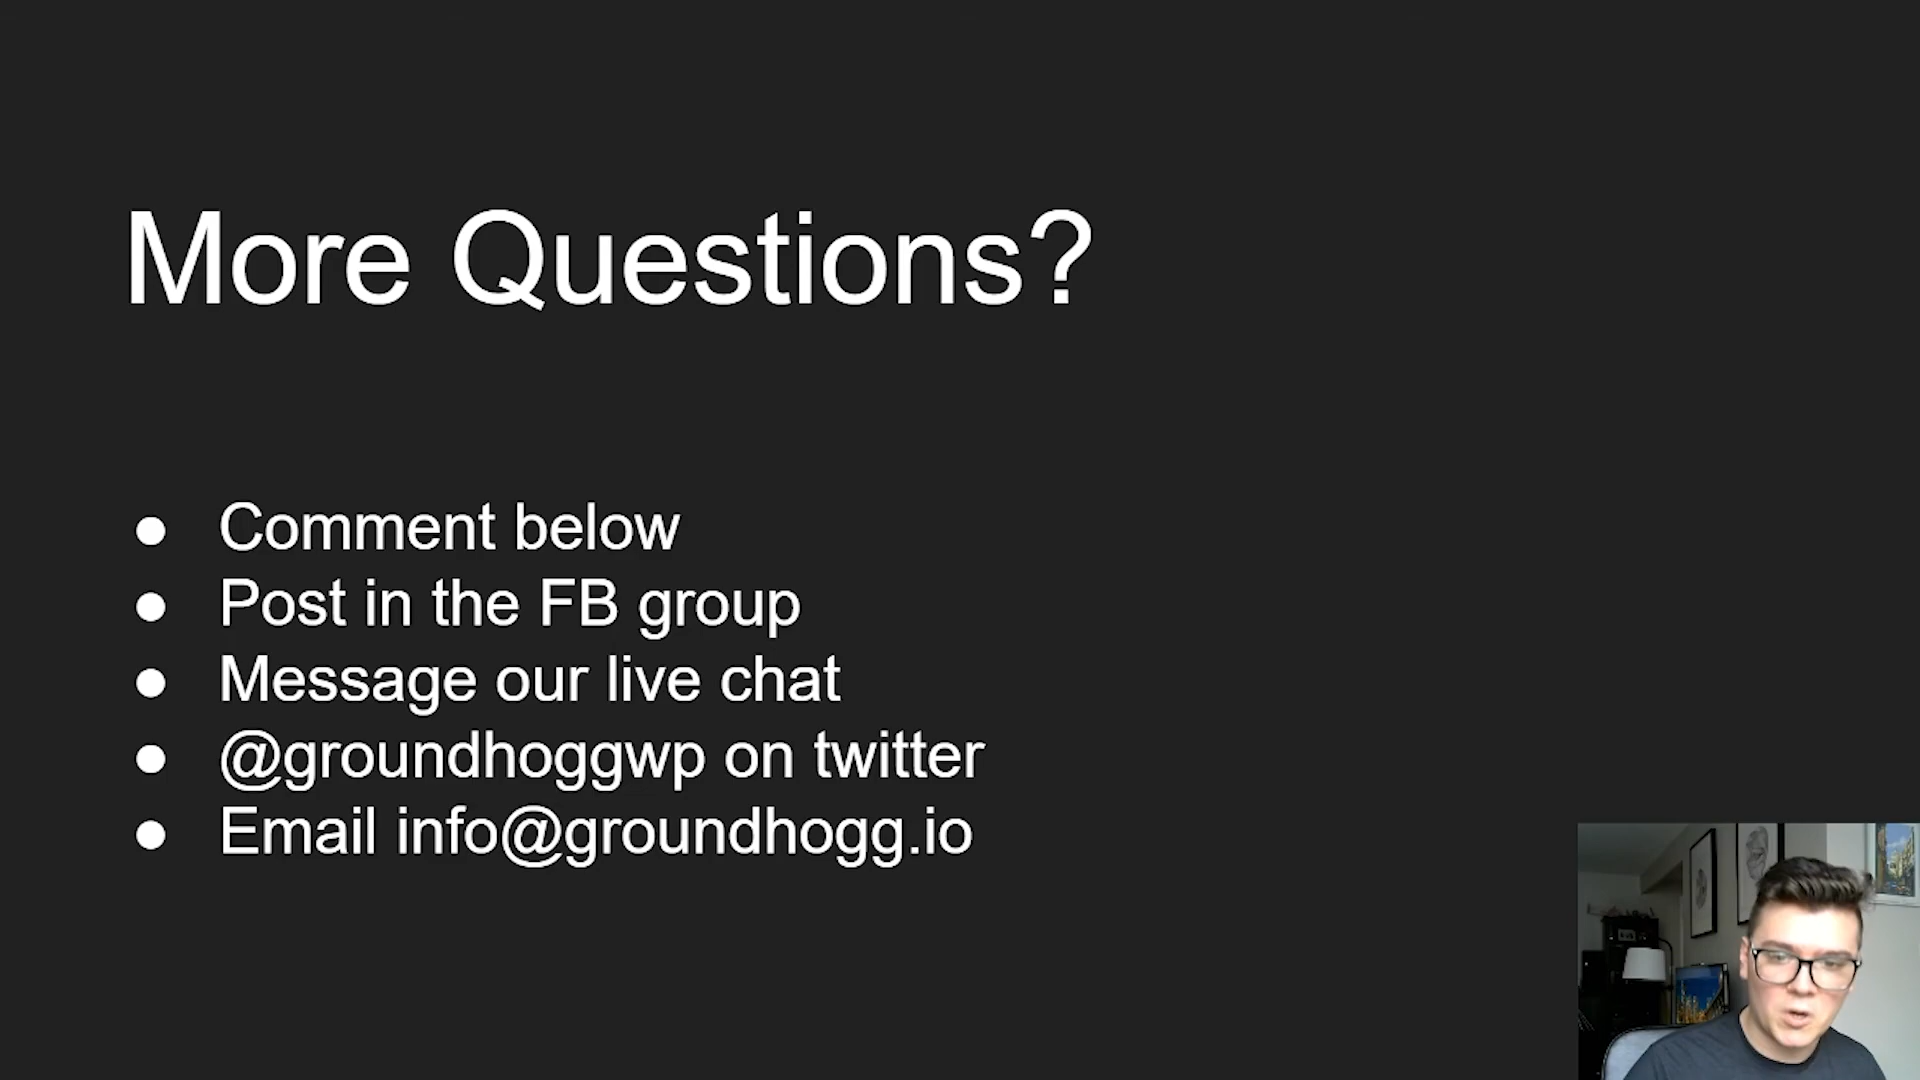 More Questions?
● Comment below
● Post in the FB group
● Message our live chat
● @groundhoggwp on twitter
● Email info@groundhogg.io